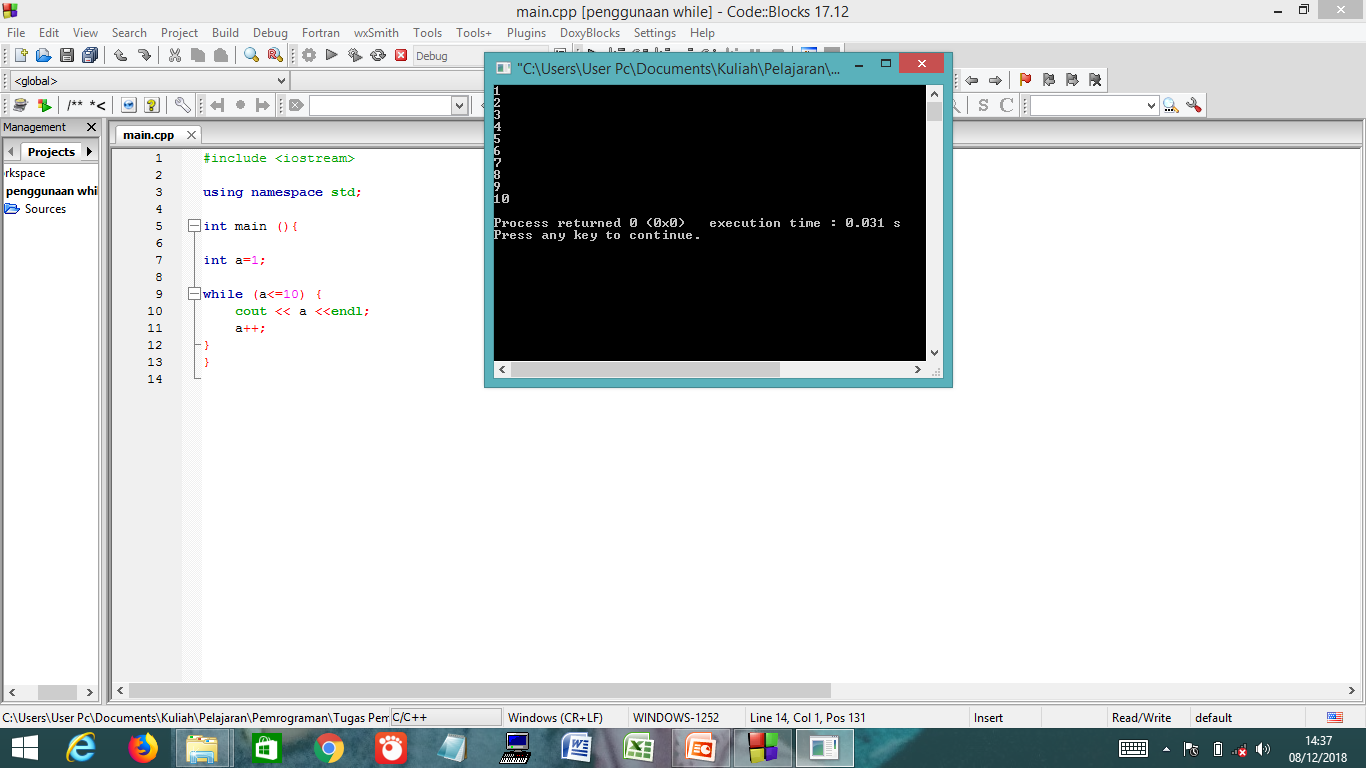 main.cpp [penggunaan while] - Code::Blocks 17.12
File Edit View Search Project Build Debug Fortran wxSmith Tools Tools+ Plugins DoxyBlocks Settings Help
Debug
<global>
/** *<
S C
Management
Projects
rkspace
penggunaan whi
Sources
main.cpp
1 #include <iostream>
2
3 using namespace std;
4
5 int main (){
6
7 int a=1;
8
9 while (a<=10) {
10 cout << a <<endl;
11 a++;
12 }
13 }
14
"C:\Users\User Pc\Documents\Kuliah\Pelajaran\...
1
2
3
4
5
6
7
8
9
10
Process returned 0 (0x0)   execution time : 0.031 s
Press any key to continue.
C:\Users\User Pc\Documents\Kuliah\Pelajaran\Pemrograman\Tugas Pem C/C++ Windows (CR+LF) WINDOWS-1252 Line 14, Col 1, Pos 131 Insert Read/Write default
14:37
08/12/2018